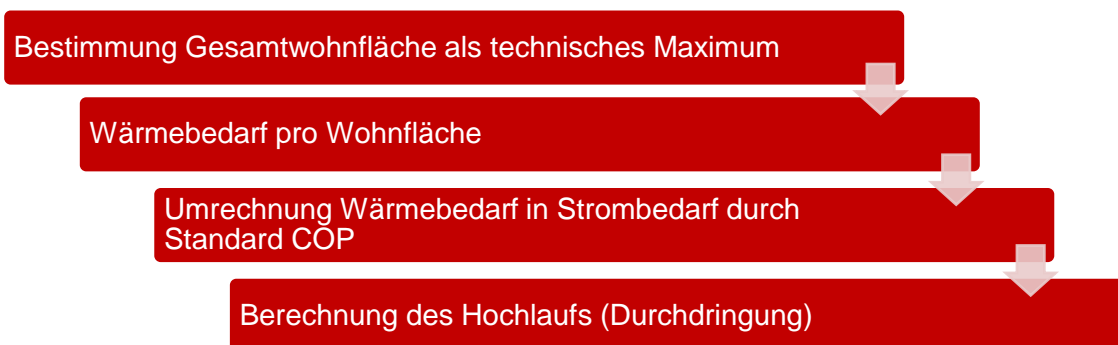 Bestimmung Gesamtwohnfläche als technisches Maximum
Wärmebedarf pro Wohnfläche
Umrechnung Wärmebedarf in Strombedarf durch
Standard COP
Berechnung des Hochlaufs (Durchdringung)